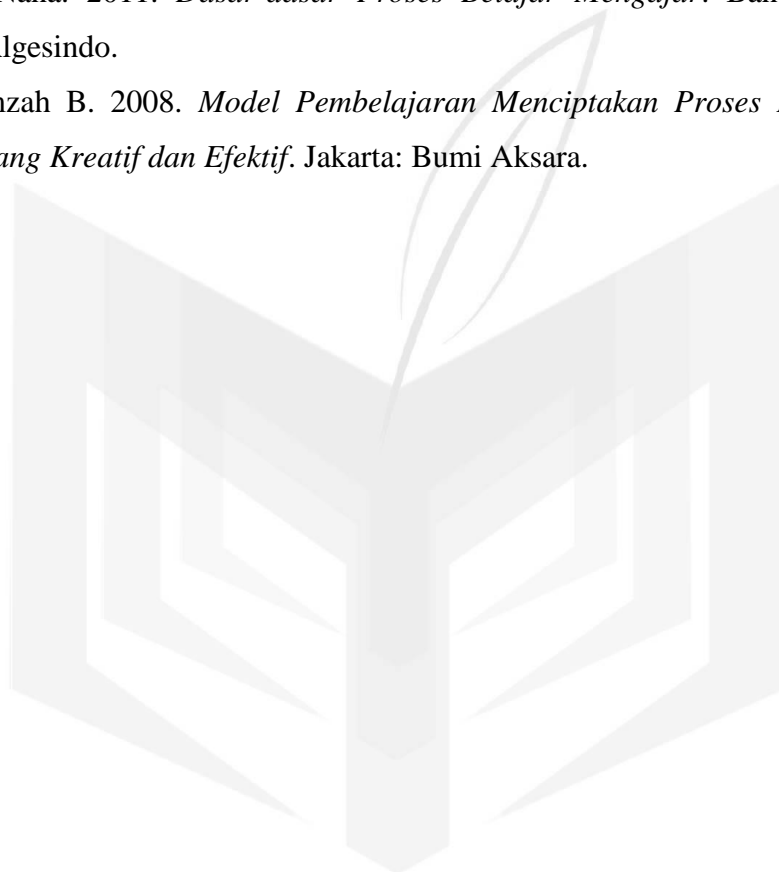 Nana. 2011. Dasar-dasar Proses Belajar Mengajar. Ban
lgesindo.
nzah B. 2008. Model Pembelajaran Menciptakan Proses
ang Kreatif dan Efektif. Jakarta: Bumi Aksara.